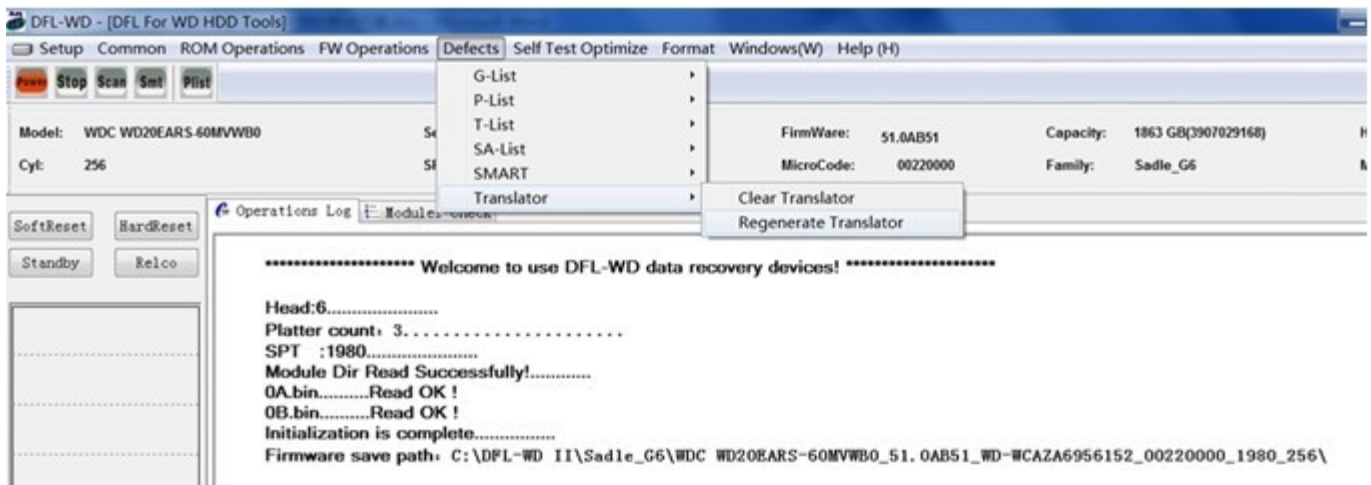 DFL-WD - [DFL For WD HDD Tools]
Setup Common ROM Operations FW Operations Defects Self Test Optimize Format Windows(W) Help (H)
Power Stop Scan Smt Plist
G-List
P-List
T-List
SA-List
SMART
Translator
Clear Translator
Regenerate Translator
Model: WDC WD20EARS-60MVWB0 FirmWare: 51.0AB51 Capacity: 1863 GB(3907029168)
Cyl: 256 MicroCode: 00220000 Family: Sadle_G6
SoftReset HardReset
Standby Relco
Operations Log Modules-Check
********************** Welcome to use DFL-WD data recovery devices! **********************
Head:6.......................
Platter count: 3......................
SPT :1980.......................
Module Dir Read Successfully!............
0A.bin..........Read OK !
0B.bin..........Read OK !
Initialization is complete................
Firmware save path: C:\DFL-WD II\Sadle_G6\WDC WD20EARS-60MVWB0_51.0AB51_WD-WCAZA6956152_00220000_1980_256\